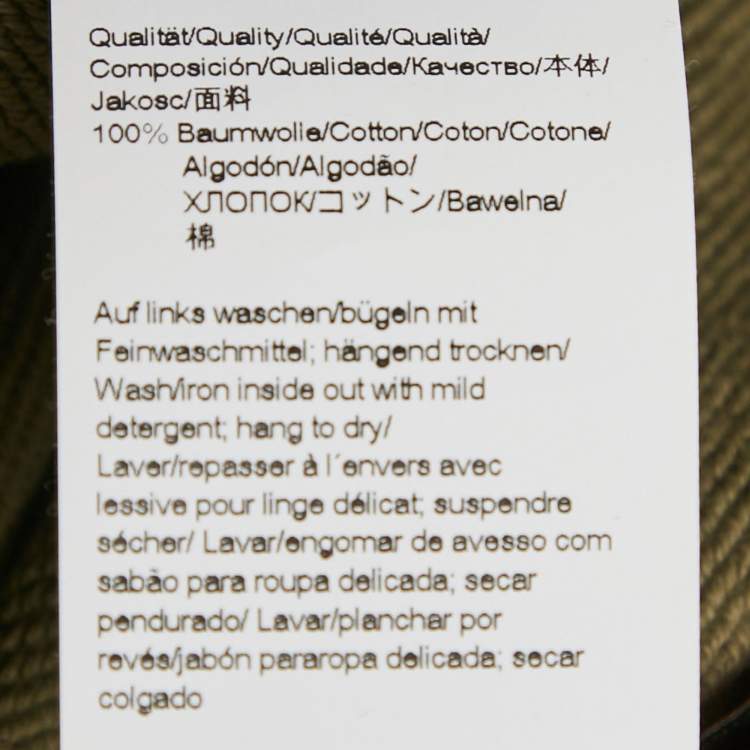 Qualität/Quality/Qualité/Qualità/
Composición/Qualidade/Качество/本体/
Jakosc/面料
100% Baumwolle/Cotton/Coton/Cotone/
Algodón/Algodão/
ХЛОПОК/コットン/Bawelna/
棉
Auf links waschen/bügeln mit
Feinwaschmittel; hängend trocknen/
Wash/iron inside out with mild
detergent; hang to dry/
Laver/repasser à l´envers avec
lessive pour linge délicat; suspendre
sécher/ Lavar/engomar de avesso com
sabão para roupa delicada; secar
pendurado/ Lavar/planchar por
revés/jabón pararopa delicada; secar
colgado